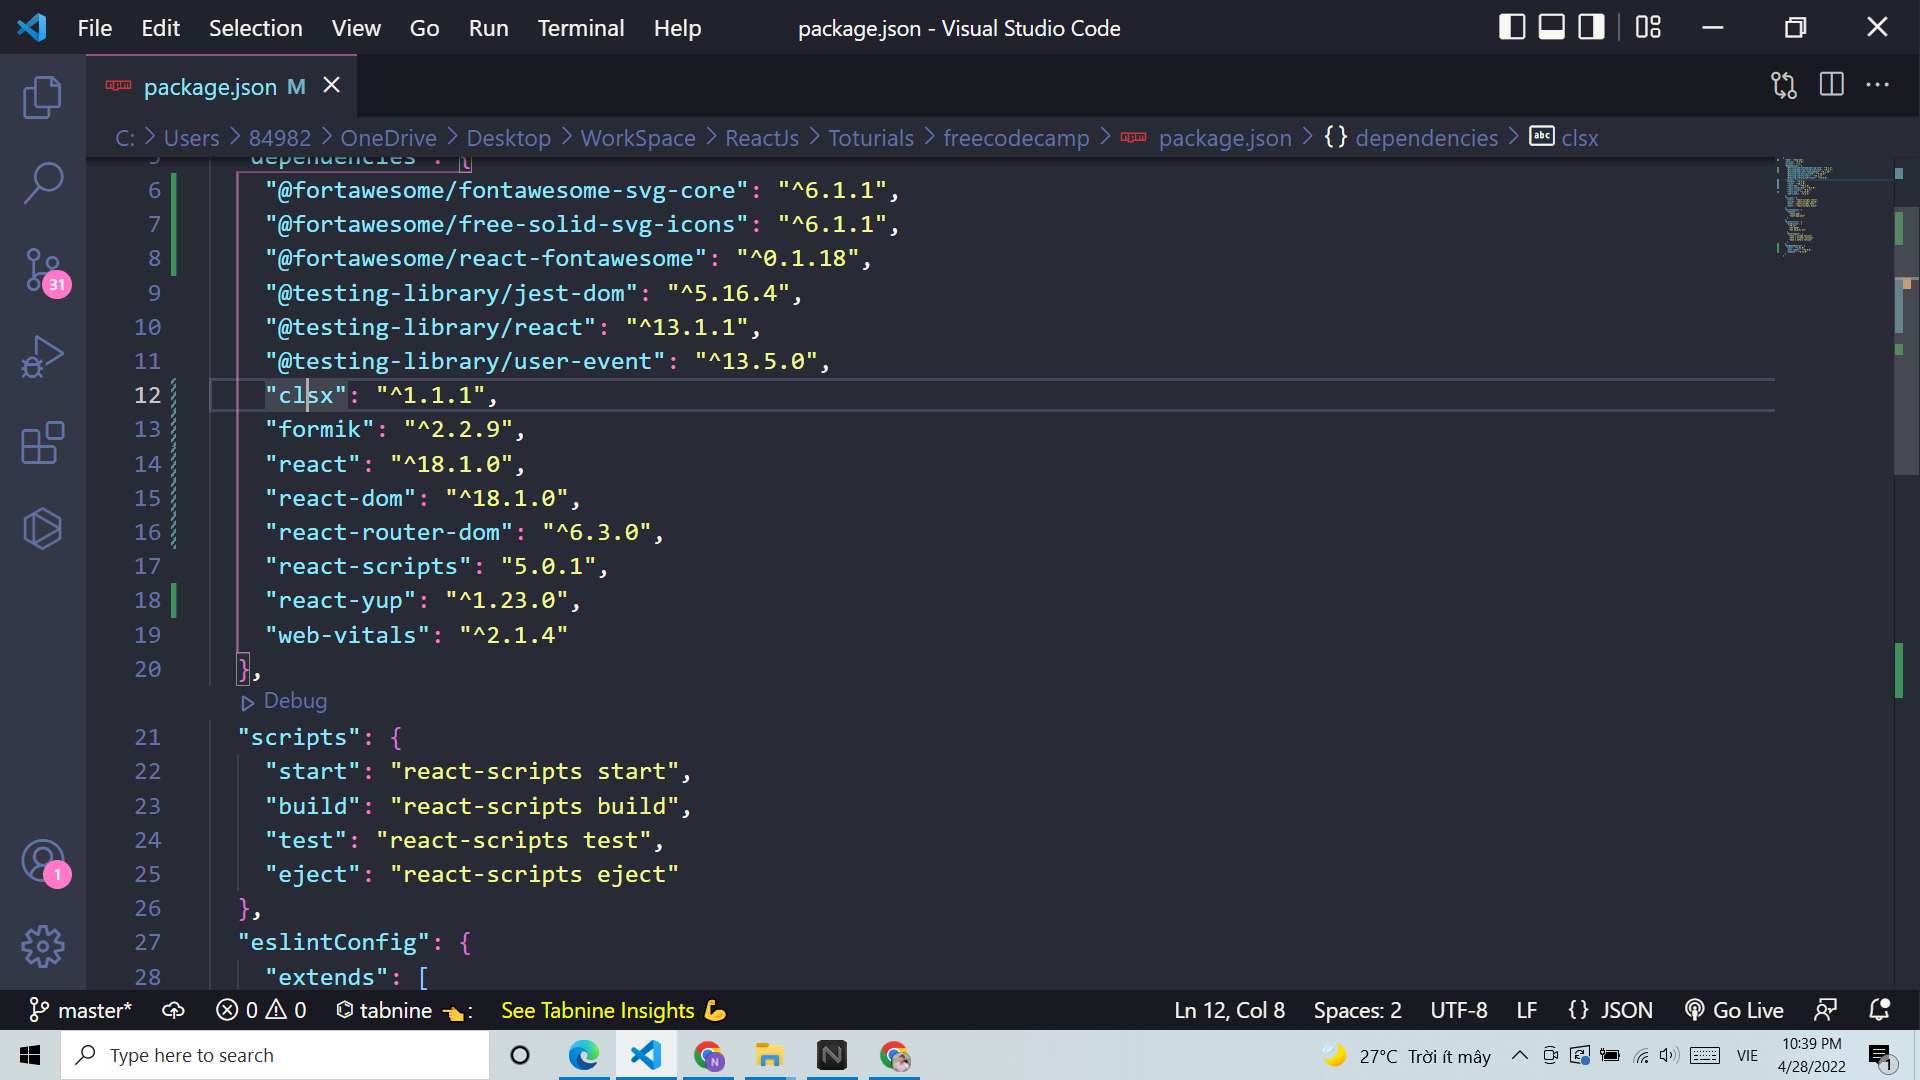 File Edit Selection View Go Run Terminal Help package.json - Visual Studio Code
package.json M
C: > Users > 84982 > OneDrive > Desktop > WorkSpace > ReactJs > Toturials > freecodecamp > package.json > {} dependencies > abc clsx
5 "dependencies": {
6 "@fortawesome/fontawesome-svg-core": "^6.1.1",
7 "@fortawesome/free-solid-svg-icons": "^6.1.1",
8 "@fortawesome/react-fontawesome": "^0.1.18",
9 "@testing-library/jest-dom": "^5.16.4",
10 "@testing-library/react": "^13.1.1",
11 "@testing-library/user-event": "^13.5.0",
12 "clsx": "^1.1.1",
13 "formik": "^2.2.9",
14 "react": "^18.1.0",
15 "react-dom": "^18.1.0",
16 "react-router-dom": "^6.3.0",
17 "react-scripts": "5.0.1",
18 "react-yup": "^1.23.0",
19 "web-vitals": "^2.1.4"
20 },
Debug
21 "scripts": {
22 "start": "react-scripts start",
23 "build": "react-scripts build",
24 "test": "react-scripts test",
25 "eject": "react-scripts eject"
26 },
27 "eslintConfig": {
28 "extends": [
31
1
master* 0 0 tabnine 👈: See Tabnine Insights 💪 Ln 12, Col 8 Spaces: 2 UTF-8 LF {} JSON Go Live
Type here to search N N 27°C Trời ít mây VIE 10:39 PM 1
4/28/2022